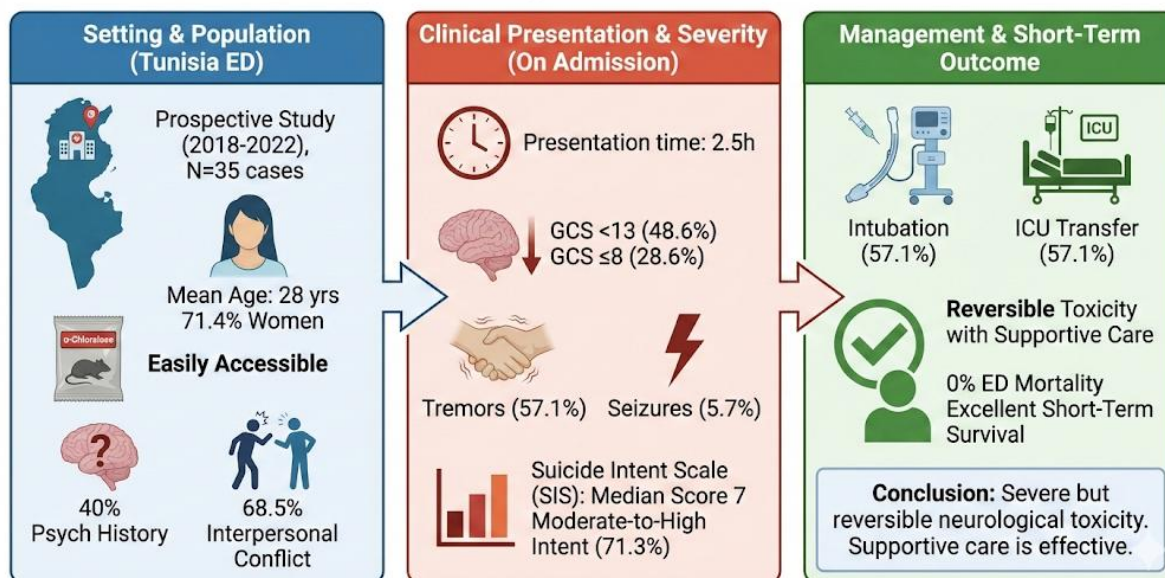 Setting & Population
(Tunisia ED)
Prospective Study
(2018-2022),
N=35 cases
Mean Age: 28 yrs
71.4% Women
α-Chloralose
Easily Accessible
?
40%
Psych History
68.5%
Interpersonal
Conflict
Clinical Presentation & Severity
(On Admission)
Presentation time: 2.5h
GCS <13 (48.6%)
GCS ≤8 (28.6%)
Tremors (57.1%)
Seizures (5.7%)
Suicide Intent Scale
(SIS): Median Score 7
Moderate-to-High
Intent (71.3%)
Management & Short-Term
Outcome
ICU
Intubation
(57.1%)
ICU Transfer
(57.1%)
Reversible Toxicity
with Supportive Care
0% ED Mortality
Excellent Short-Term
Survival
Conclusion: Severe but
reversible neurological toxicity.
Supportive care is effective.